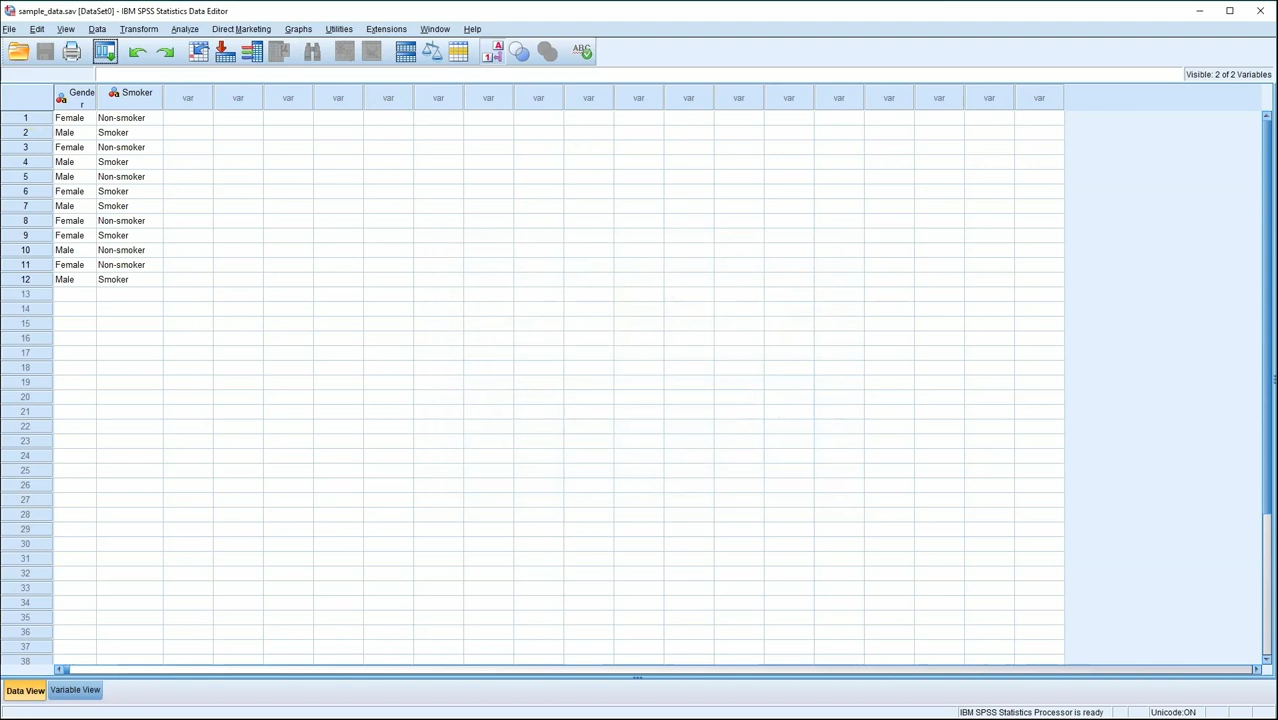 sample_data.sav [DataSet0] - IBM SPSS Statistics Data Editor
File Edit View Data Transform Analyze Direct Marketing Graphs Utilities Extensions Window Help
Visible: 2 of 2 Variables
Gender Smoker var var var var var var var var var var var var var var var var var var
1 Female Non-smoker
2 Male Smoker
3 Female Non-smoker
4 Male Smoker
5 Male Non-smoker
6 Female Smoker
7 Male Smoker
8 Female Non-smoker
9 Female Smoker
10 Male Non-smoker
11 Female Non-smoker
12 Male Smoker
13
14
15
16
17
18
19
20
21
22
23
24
25
26
27
28
29
30
31
32
33
34
35
36
37
38
Data View Variable View
IBM SPSS Statistics Processor is ready Unicode:ON